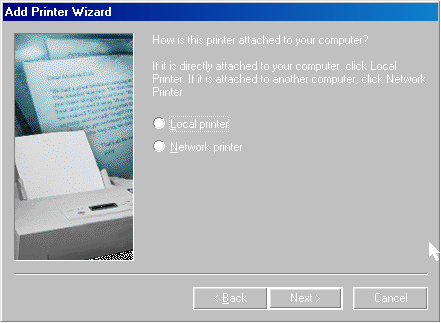 Add Printer Wizard
How is this printer attached to your computer?
If it is directly attached to your computer, click Local
Printer. If it is attached to another computer, click Network
Printer
Local printer
Network printer
< Back
Next >
Cancel